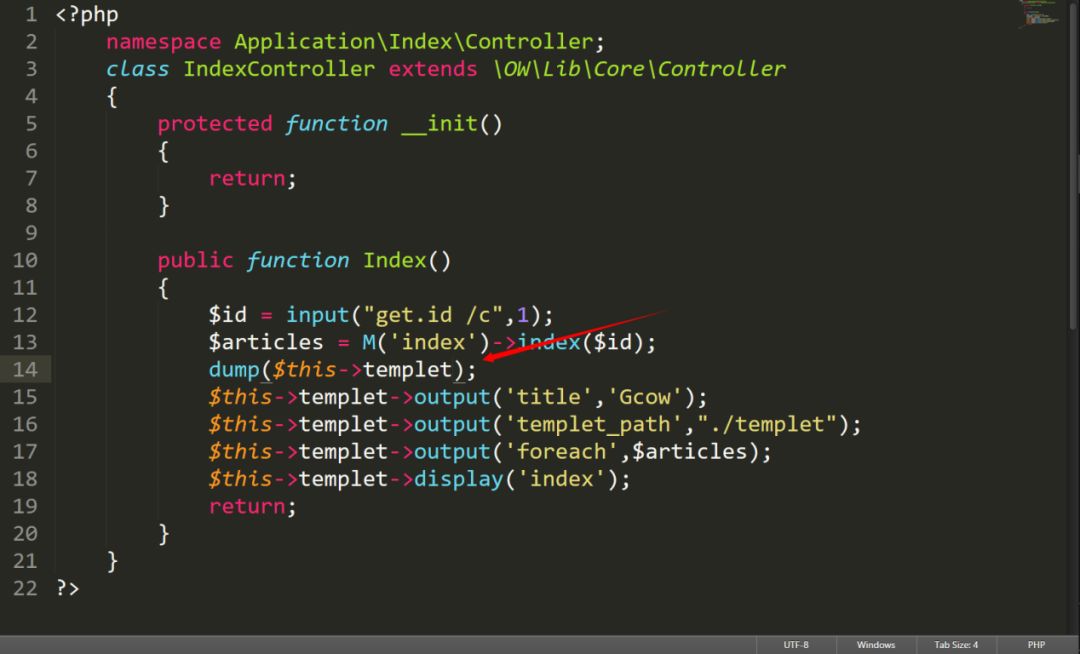 1 <?php
2     namespace Application\Index\Controller;
3     class IndexController extends \OW\Lib\Core\Controller
4     {
5         protected function __init()
6         {
7             return;
8         }
9
10         public function Index()
11         {
12             $id = input("get.id /c",1);
13             $articles = M('index')->index($id);
14             dump($this->templet);
15             $this->templet->output('title','Gcow');
16             $this->templet->output('templet_path',"./templet");
17             $this->templet->output('foreach',$articles);
18             $this->templet->display('index');
19             return;
20         }
21     }
22 ?>
UTF-8 Windows Tab Size: 4 PHP